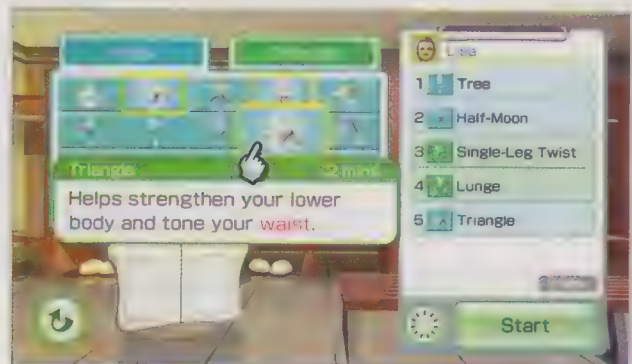 Triangle
Helps strengthen your lower
body and tone your waist.
1 Tree
2 Half-Moon
3 Single-Leg Twist
4 Lunge
5 Triangle
Start